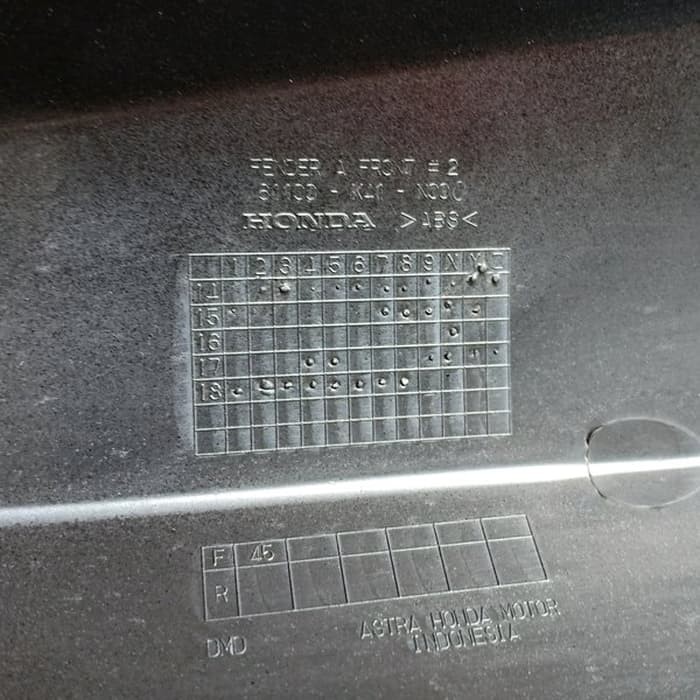 FENDER A FRONT #2
61100 - K41 - N000
HONDA >ABS<
1 2 3 4 5 6 7 8 9 X Y Z
14
15
16
17
18
F 45
R
DMD
ASTRA HONDA MOTOR
INDONESIA